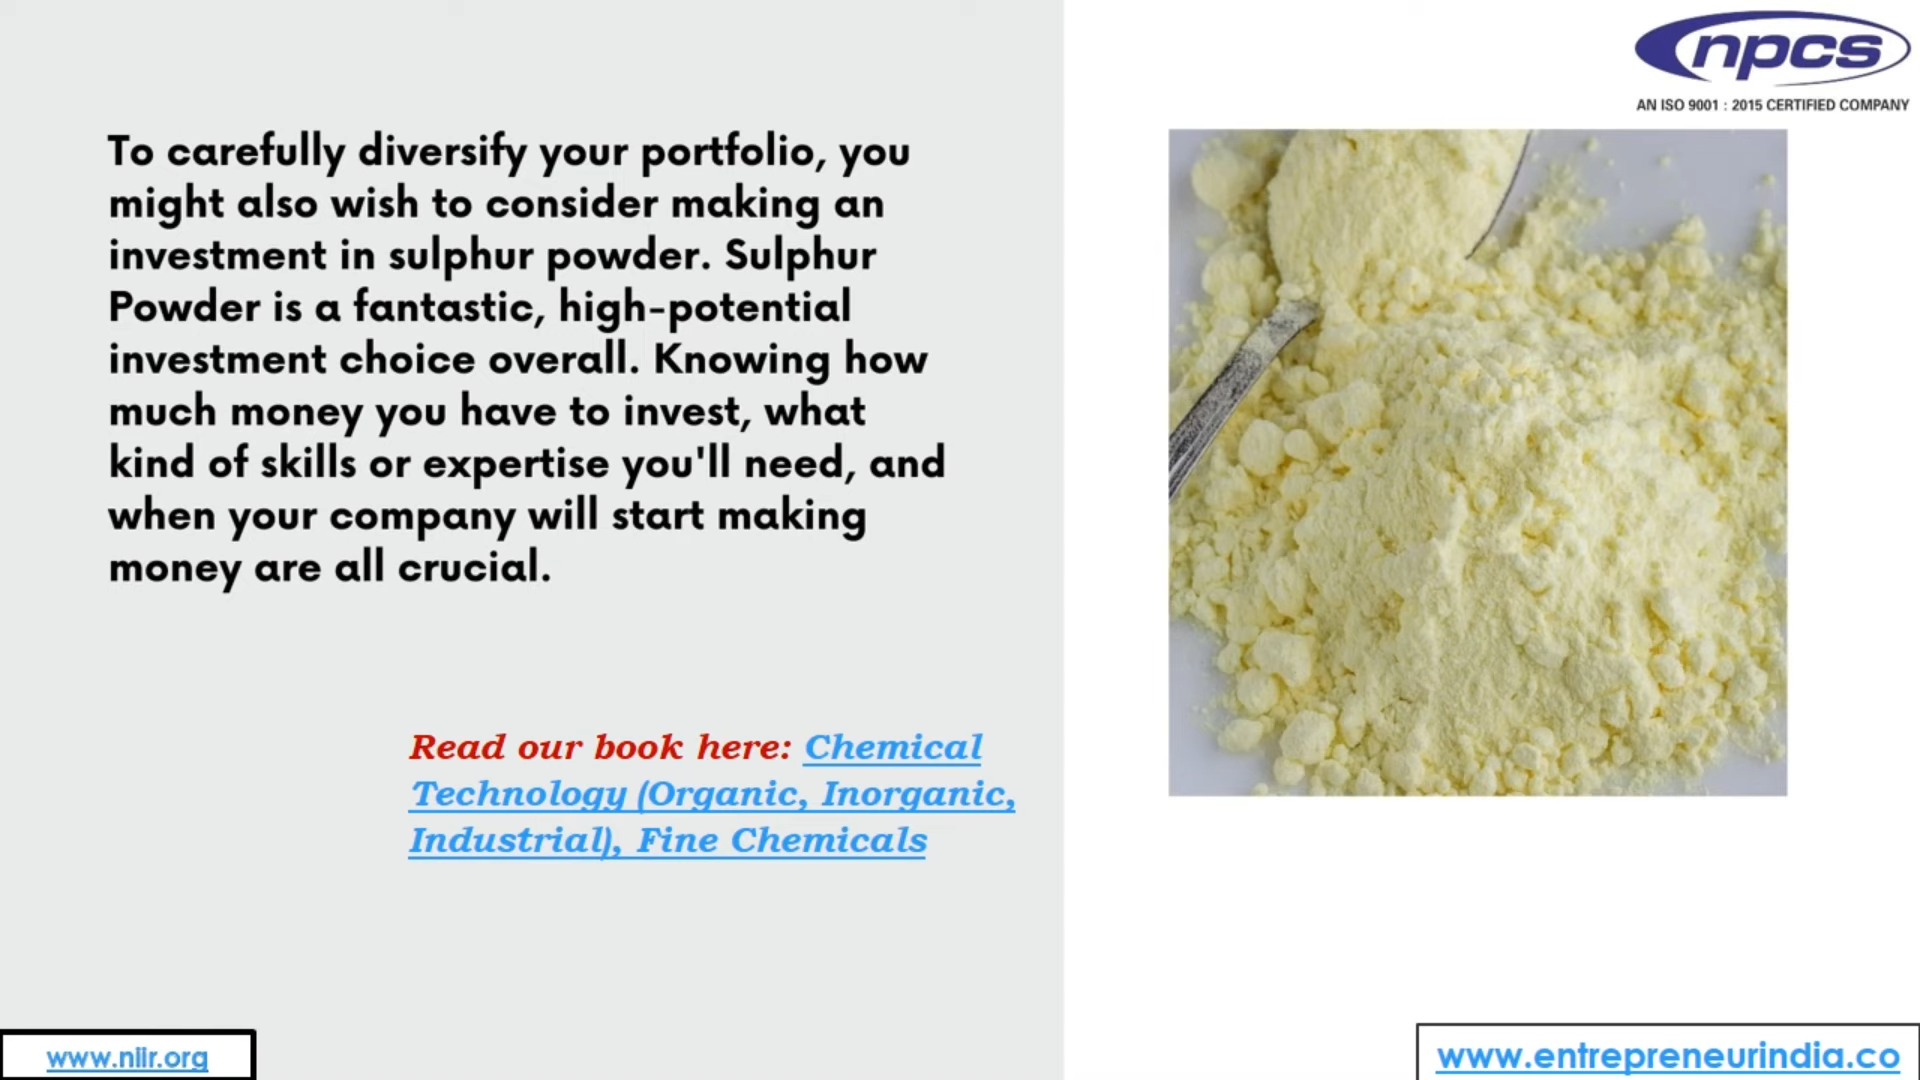 npcs
AN ISO 9001 : 2015 CERTIFIED COMPANY
To carefully diversify your portfolio, you
might also wish to consider making an
investment in sulphur powder. Sulphur
Powder is a fantastic, high-potential
investment choice overall. Knowing how
much money you have to invest, what
kind of skills or expertise you'll need, and
when your company will start making
money are all crucial.
Read our book here: Chemical
Technology (Organic, Inorganic,
Industrial), Fine Chemicals
www.niir.org
www.entrepreneurindia.co